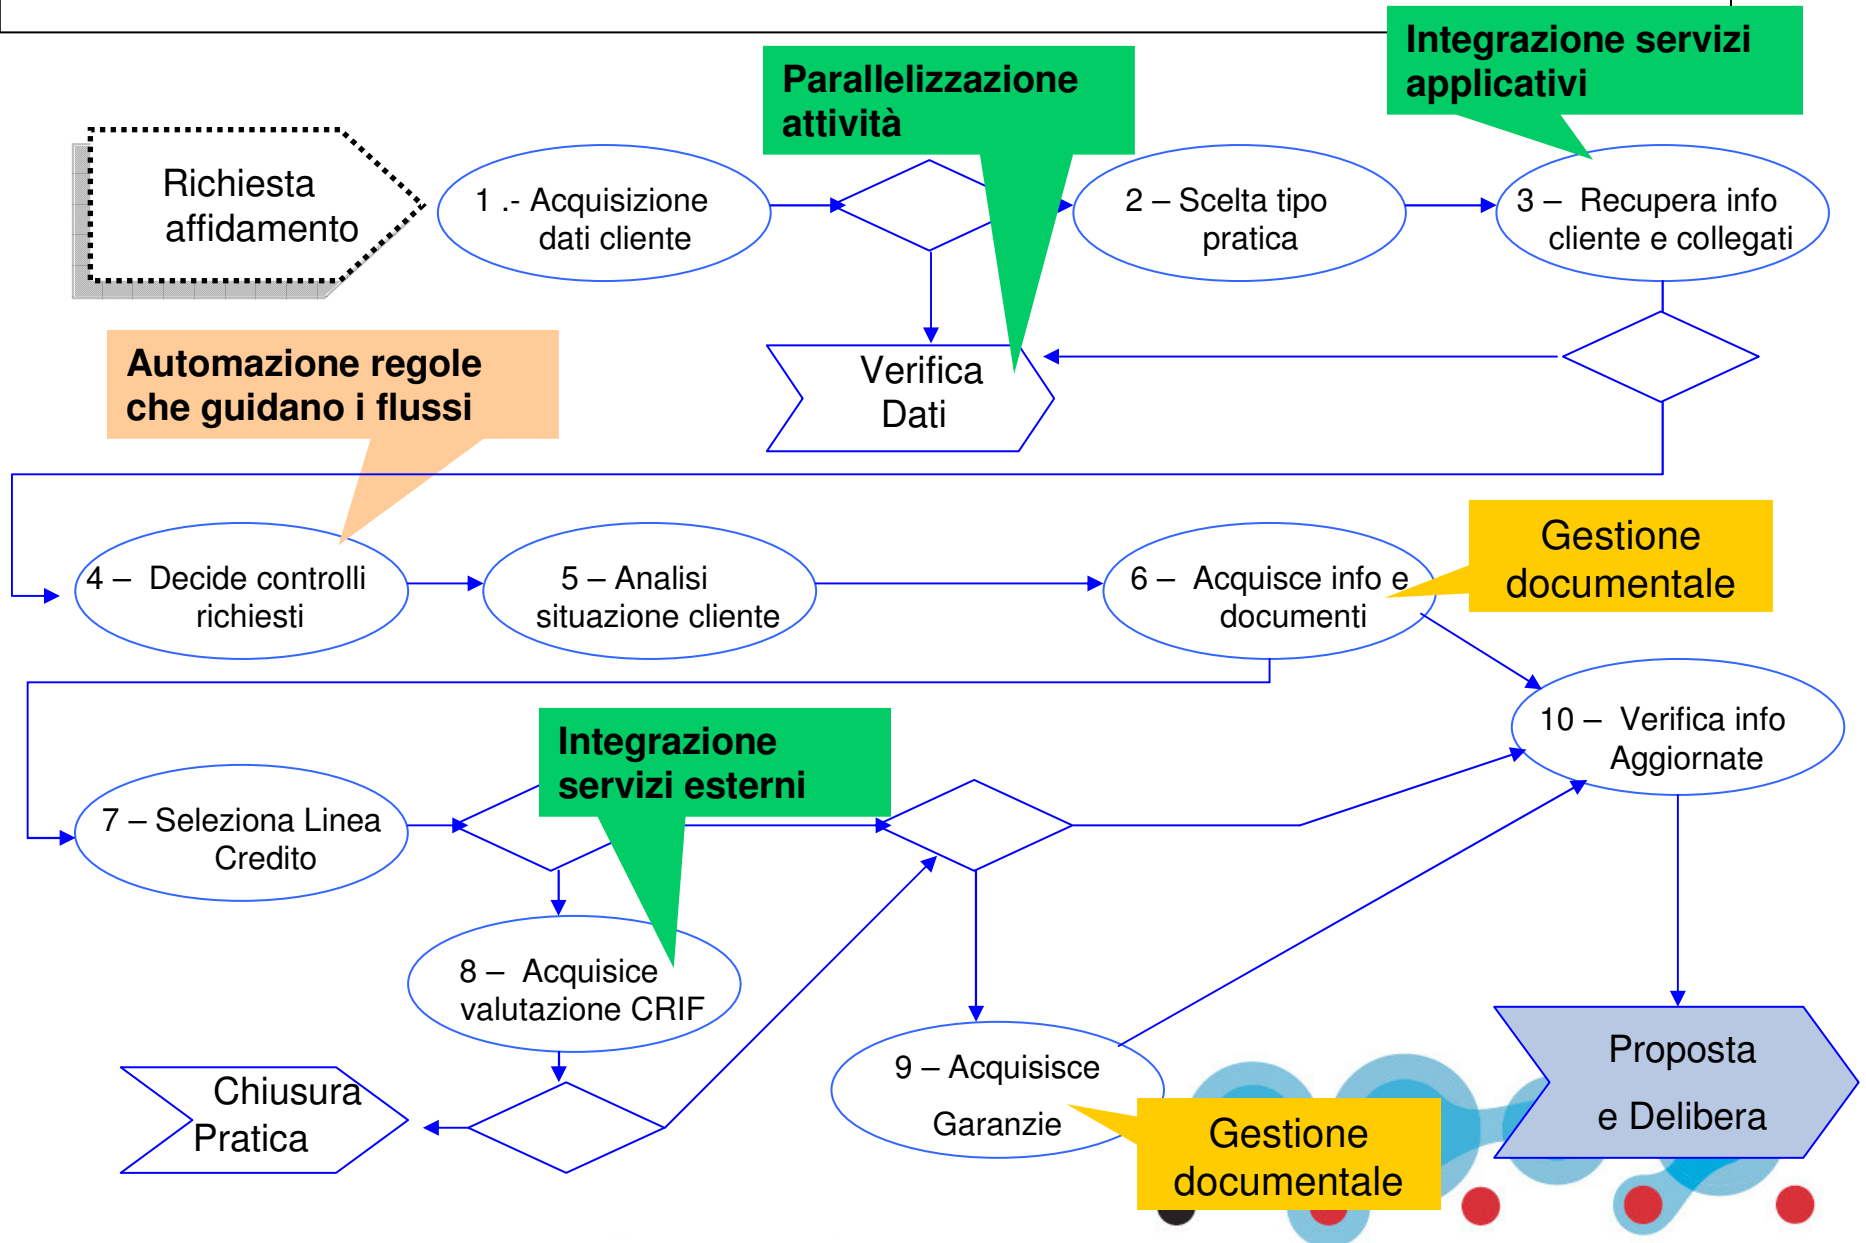 Integrazione servizi
applicativi
Parallelizzazione
attività
Richiesta
affidamento
1 .- Acquisizione
dati cliente
2 – Scelta tipo
pratica
3 – Recupera info
cliente e collegati
Automazione regole
che guidano i flussi
Verifica
Dati
Gestione
documentale
4 – Decide controlli
richiesti
5 – Analisi
situazione cliente
6 – Acquisce info e
documenti
10 – Verifica info
Aggiornate
Integrazione
servizi esterni
7 – Seleziona Linea
Credito
8 – Acquisice
valutazione CRIF
9 – Acquisisce
Garanzie
Chiusura
Pratica
Gestione
documentale
Proposta
e Delibera